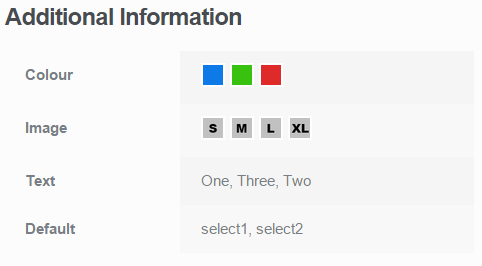 Additional Information
Colour
Image S M L XL
Text One, Three, Two
Default select1, select2